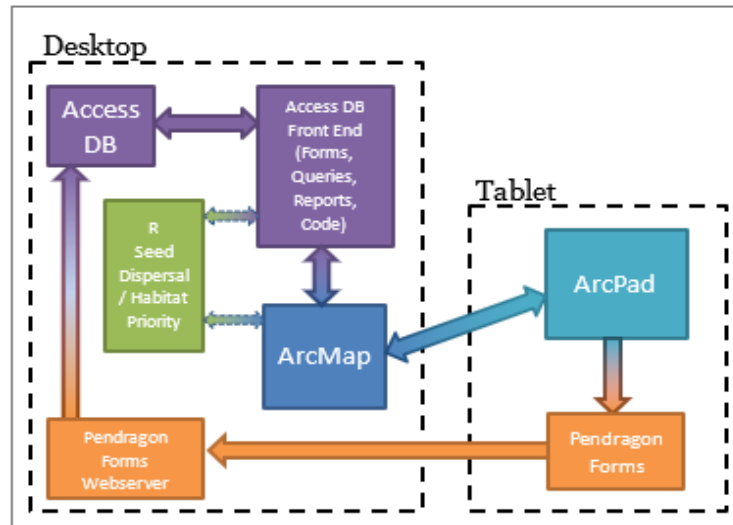 Desktop
Access
DB
Access DB
Front End
(Forms,
Queries,
Reports,
Code)
R
Seed
Dispersal
/ Habitat
Priority
ArcMap
Pendragon
Forms
Webserver
Tablet
ArcPad
Pendragon
Forms